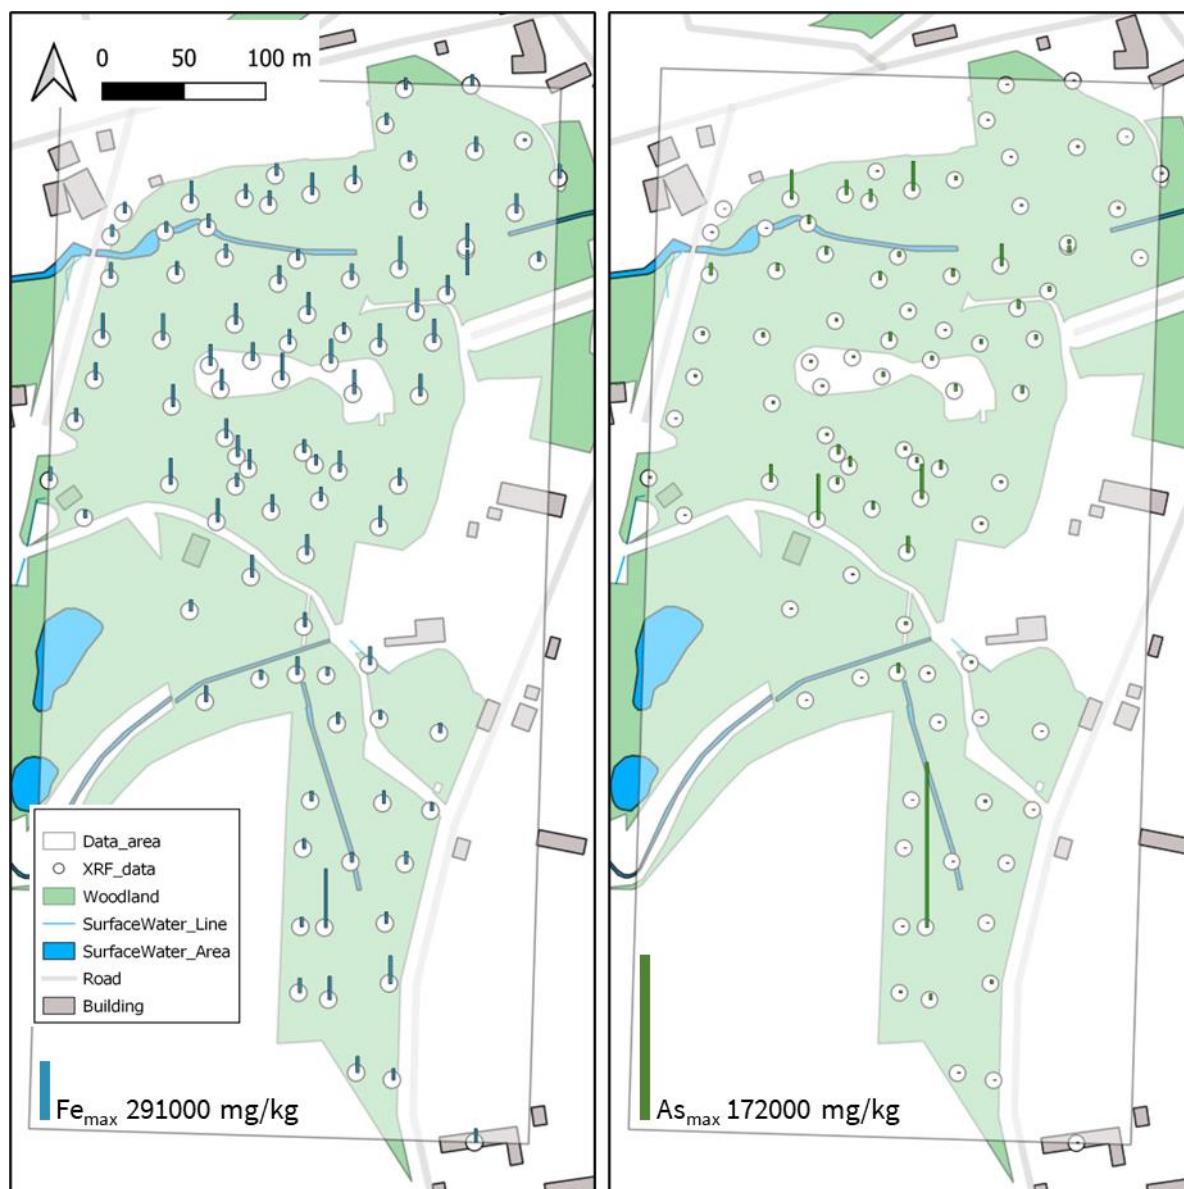 0 50 100 m
Data_area
XRF_data
Woodland
SurfaceWater_Line
SurfaceWater_Area
Road
Building
Femax 291000 mg/kg
Asmax 172000 mg/kg